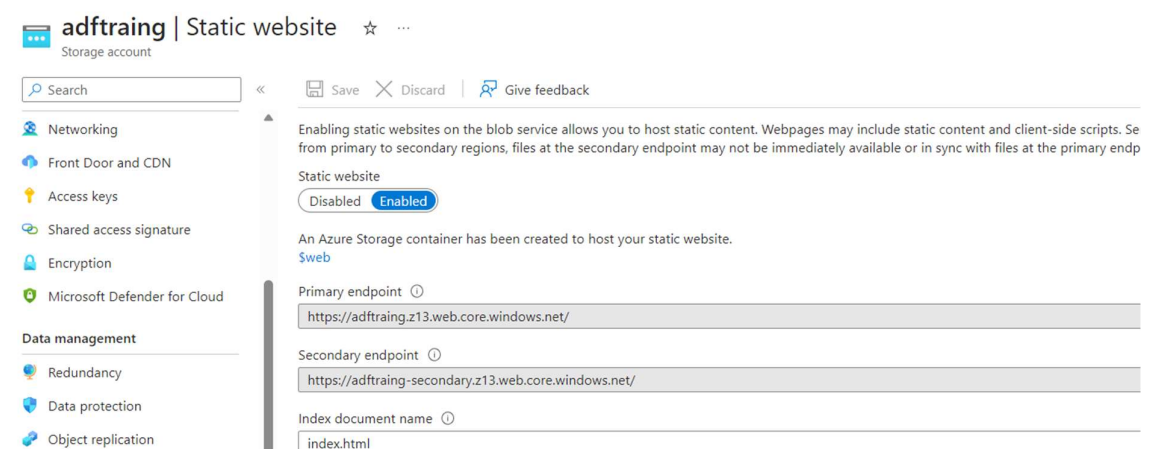 adftraing | Static website
Storage account
Search
Networking
Front Door and CDN
Access keys
Shared access signature
Encryption
Microsoft Defender for Cloud
Data management
Redundancy
Data protection
Object replication
Save Discard Give feedback
Enabling static websites on the blob service allows you to host static content. Webpages may include static content and client-side scripts. Se
from primary to secondary regions, files at the secondary endpoint may not be immediately available or in sync with files at the primary endp
Static website
Disabled Enabled
An Azure Storage container has been created to host your static website.
$web
Primary endpoint
https://adftraing.z13.web.core.windows.net/
Secondary endpoint
https://adftraing-secondary.z13.web.core.windows.net/
Index document name
index.html